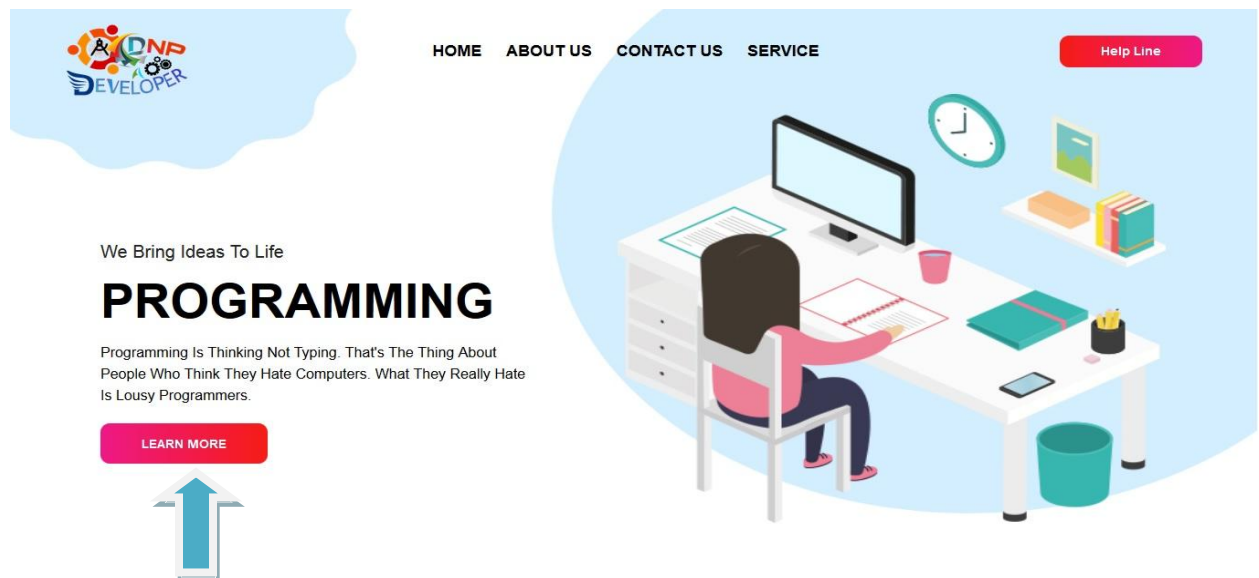 DNP
DEVELOPER
HOME ABOUT US CONTACT US SERVICE
Help Line
We Bring Ideas To Life
PROGRAMMING
Programming Is Thinking Not Typing. That's The Thing About
People Who Think They Hate Computers. What They Really Hate
Is Lousy Programmers.
LEARN MORE